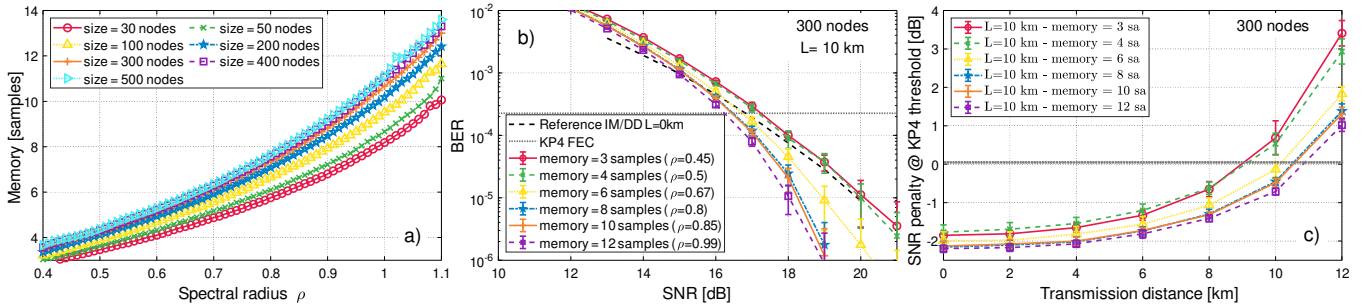 14
12
10
8
6
4
Memory [samples]
size = 30 nodes
size = 50 nodes
size = 100 nodes
size = 200 nodes
size = 300 nodes
size = 400 nodes
size = 500 nodes
a)
0.4 0.5 0.6 0.7 0.8 0.9 1 1.1
Spectral radius ρ
10-2
10-3
10-4
10-5
10-6
BER
b)
300 nodes
L= 10 km
Reference IM/DD L=0km
KP4 FEC
memory = 3 samples (ρ=0.45)
memory = 4 samples (ρ=0.5)
memory = 6 samples (ρ=0.67)
memory = 8 samples (ρ=0.8)
memory = 10 samples (ρ=0.85)
memory = 12 samples (ρ=0.99)
10 12 14 16 18 20
SNR [dB]
4
3
2
1
0
-1
-2
SNR penalty @ KP4 threshold [dB]
300 nodes
L=10 km - memory = 3 sa
L=10 km - memory = 4 sa
L=10 km - memory = 6 sa
L=10 km - memory = 8 sa
L=10 km - memory = 10 sa
L=10 km - memory = 12 sa
c)
0 2 4 6 8 10 12
Transmission distance [km]